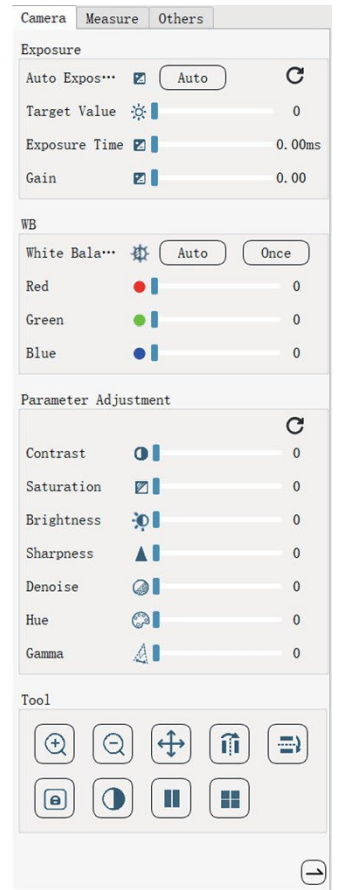 Camera Measure Others
Exposure
Auto Expos··· Auto
Target Value 0
Exposure Time 0.00ms
Gain 0.00
WB
White Bala··· Auto Once
Red 0
Green 0
Blue 0
Parameter Adjustment
Contrast 0
Saturation 0
Brightness 0
Sharpness 0
Denoise 0
Hue 0
Gamma 0
Tool